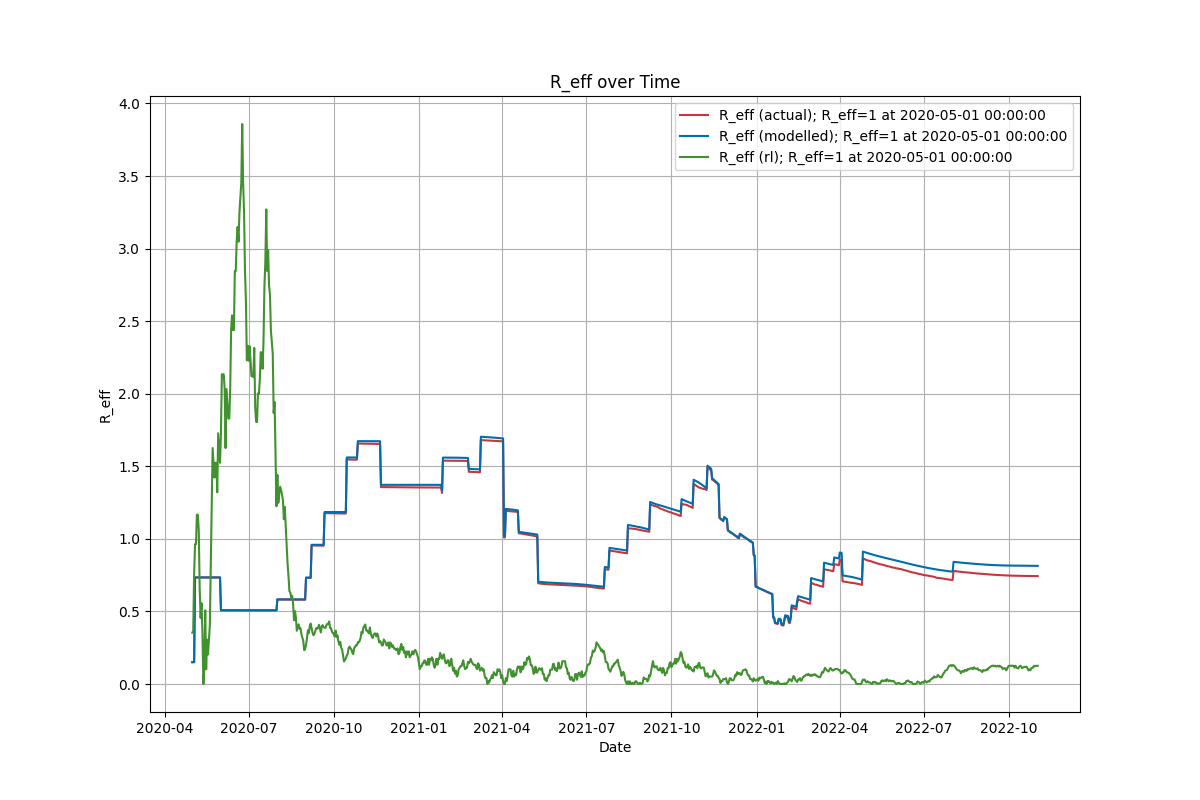 R_eff over Time
R_eff (actual); R_eff=1 at 2020-05-01 00:00:00
R_eff (modelled); R_eff=1 at 2020-05-01 00:00:00
R_eff (rl); R_eff=1 at 2020-05-01 00:00:00
R_eff
4.0
3.5
3.0
2.5
2.0
1.5
1.0
0.5
0.0
2020-04 2020-07 2020-10 2021-01 2021-04 2021-07 2021-10 2022-01 2022-04 2022-07 2022-10
Date